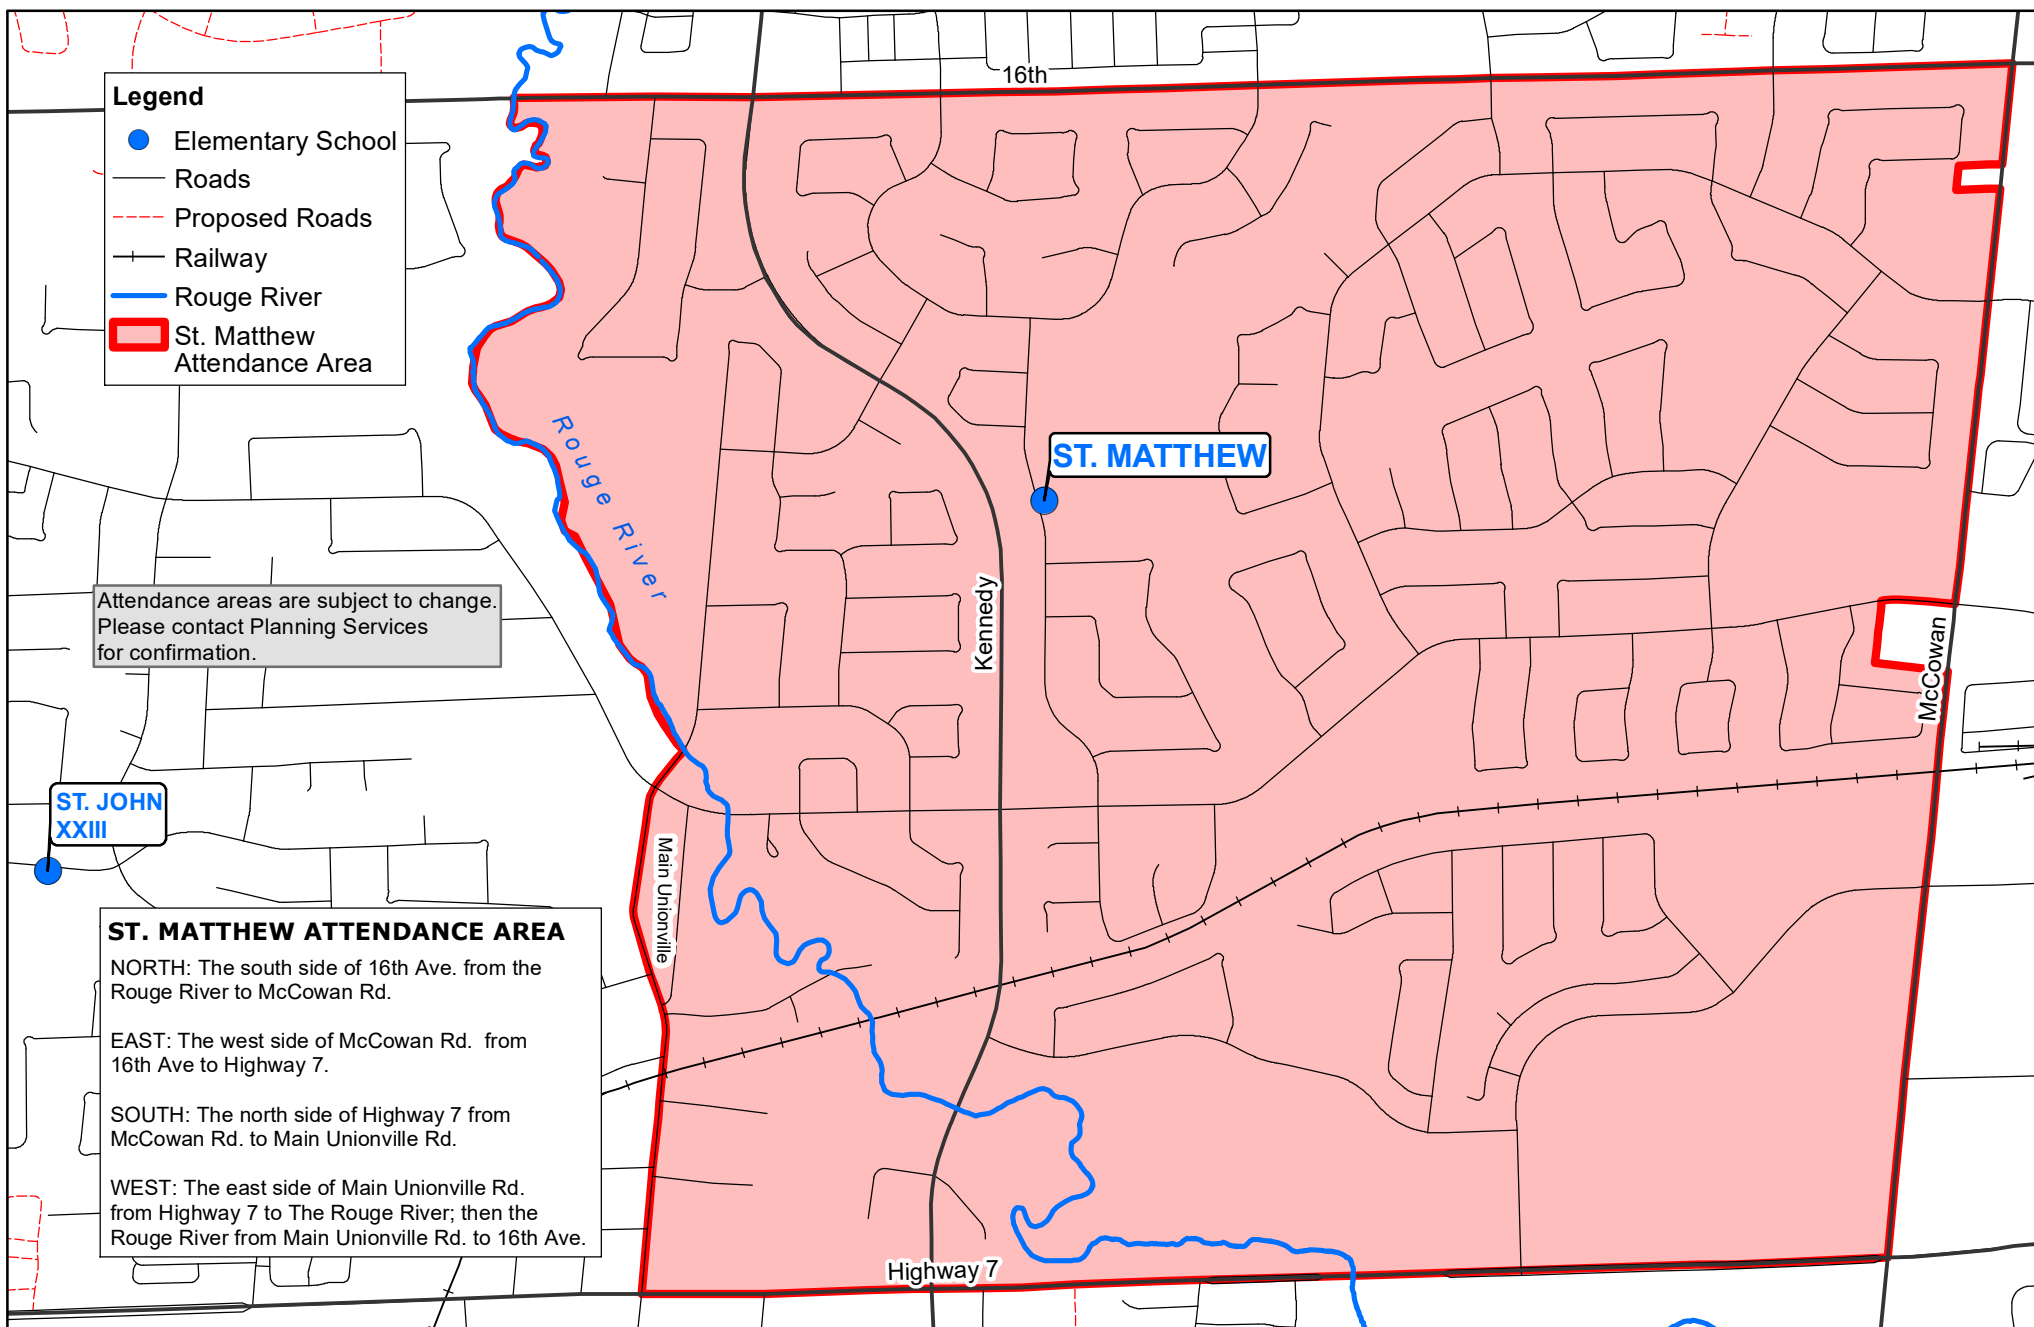 16th
Legend
Elementary School
Roads
Proposed Roads
Railway
Rouge River
St. Matthew
Attendance Area
Rouge River
ST. MATTHEW
Attendance areas are subject to change.
Please contact Planning Services
for confirmation.
Kennedy
McCowan
ST. JOHN
XXIII
Main Unionville
ST. MATTHEW ATTENDANCE AREA
NORTH: The south side of 16th Ave. from the
Rouge River to McCowan Rd.
EAST: The west side of McCowan Rd. from
16th Ave to Highway 7.
SOUTH: The north side of Highway 7 from
McCowan Rd. to Main Unionville Rd.
WEST: The east side of Main Unionville Rd.
from Highway 7 to The Rouge River; then the
Rouge River from Main Unionville Rd. to 16th Ave.
Highway 7